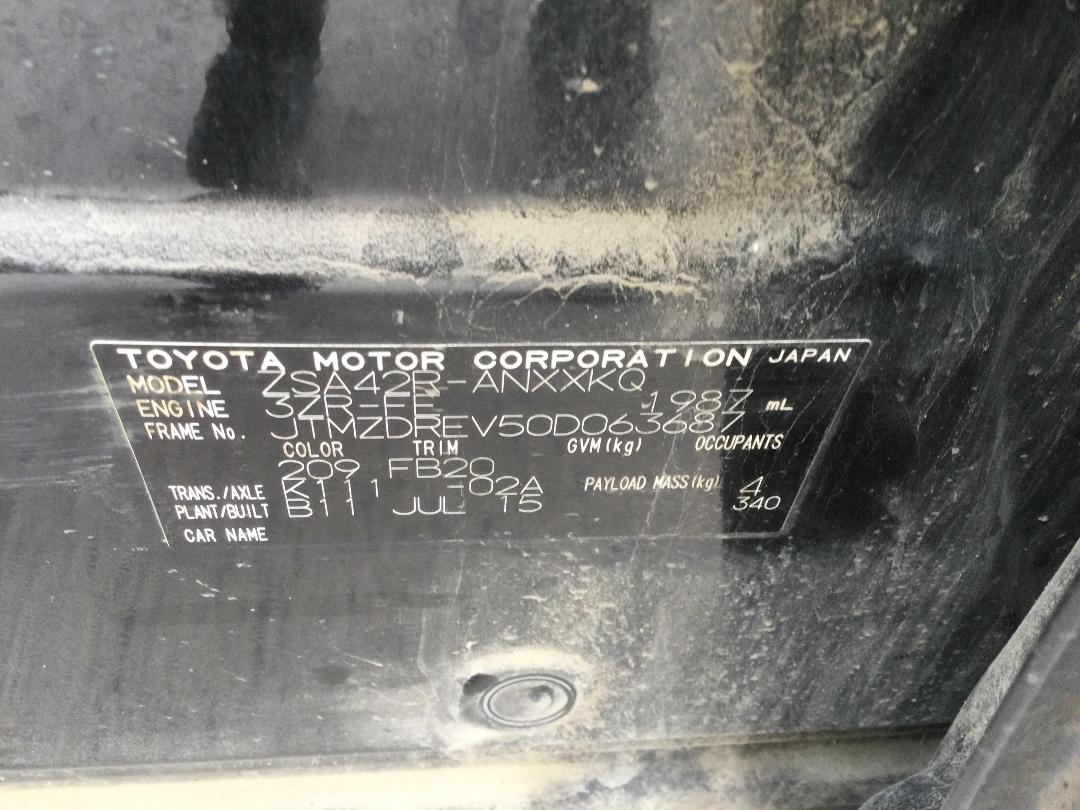 TOYOTA MOTOR CORPORATION JAPAN
MODEL ZSA42R-ANXXKQ
ENGINE 3ZR-FE 1987 mL
FRAME No. JTMZDREV50D063687
COLOR TRIM GVM(kg) OCCUPANTS
209 FB20
TRANS./AXLE K111 -02A PAYLOAD MASS(kg) 4
PLANT/BUILT B11 JUL 15 340
CAR NAME